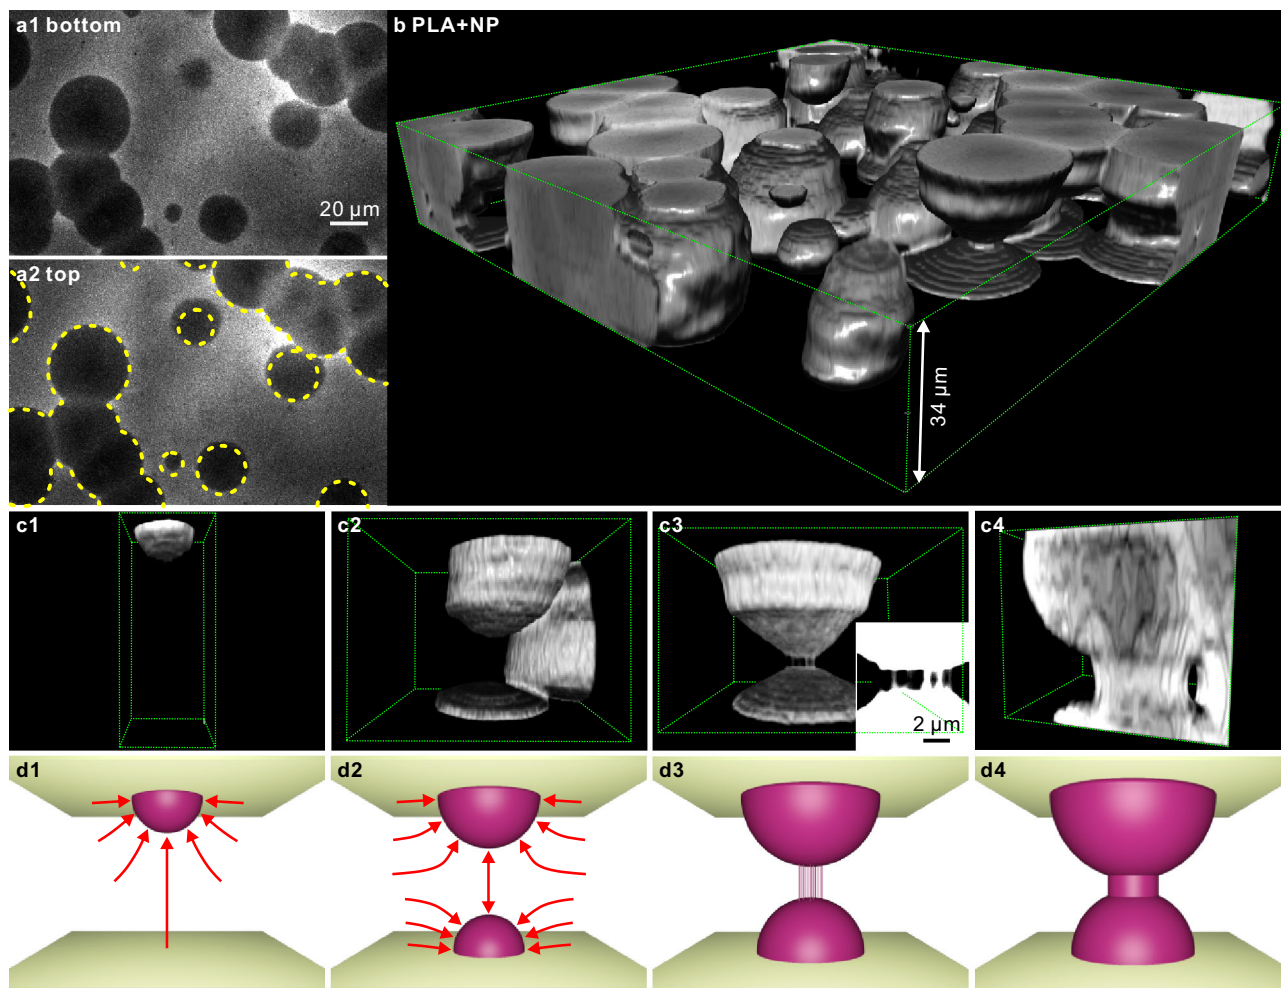 a1 bottom
20 µm
a2 top
b PLA+NP
34 µm
c1
c2
c3
2 µm
c4
d1
d2
d3
d4